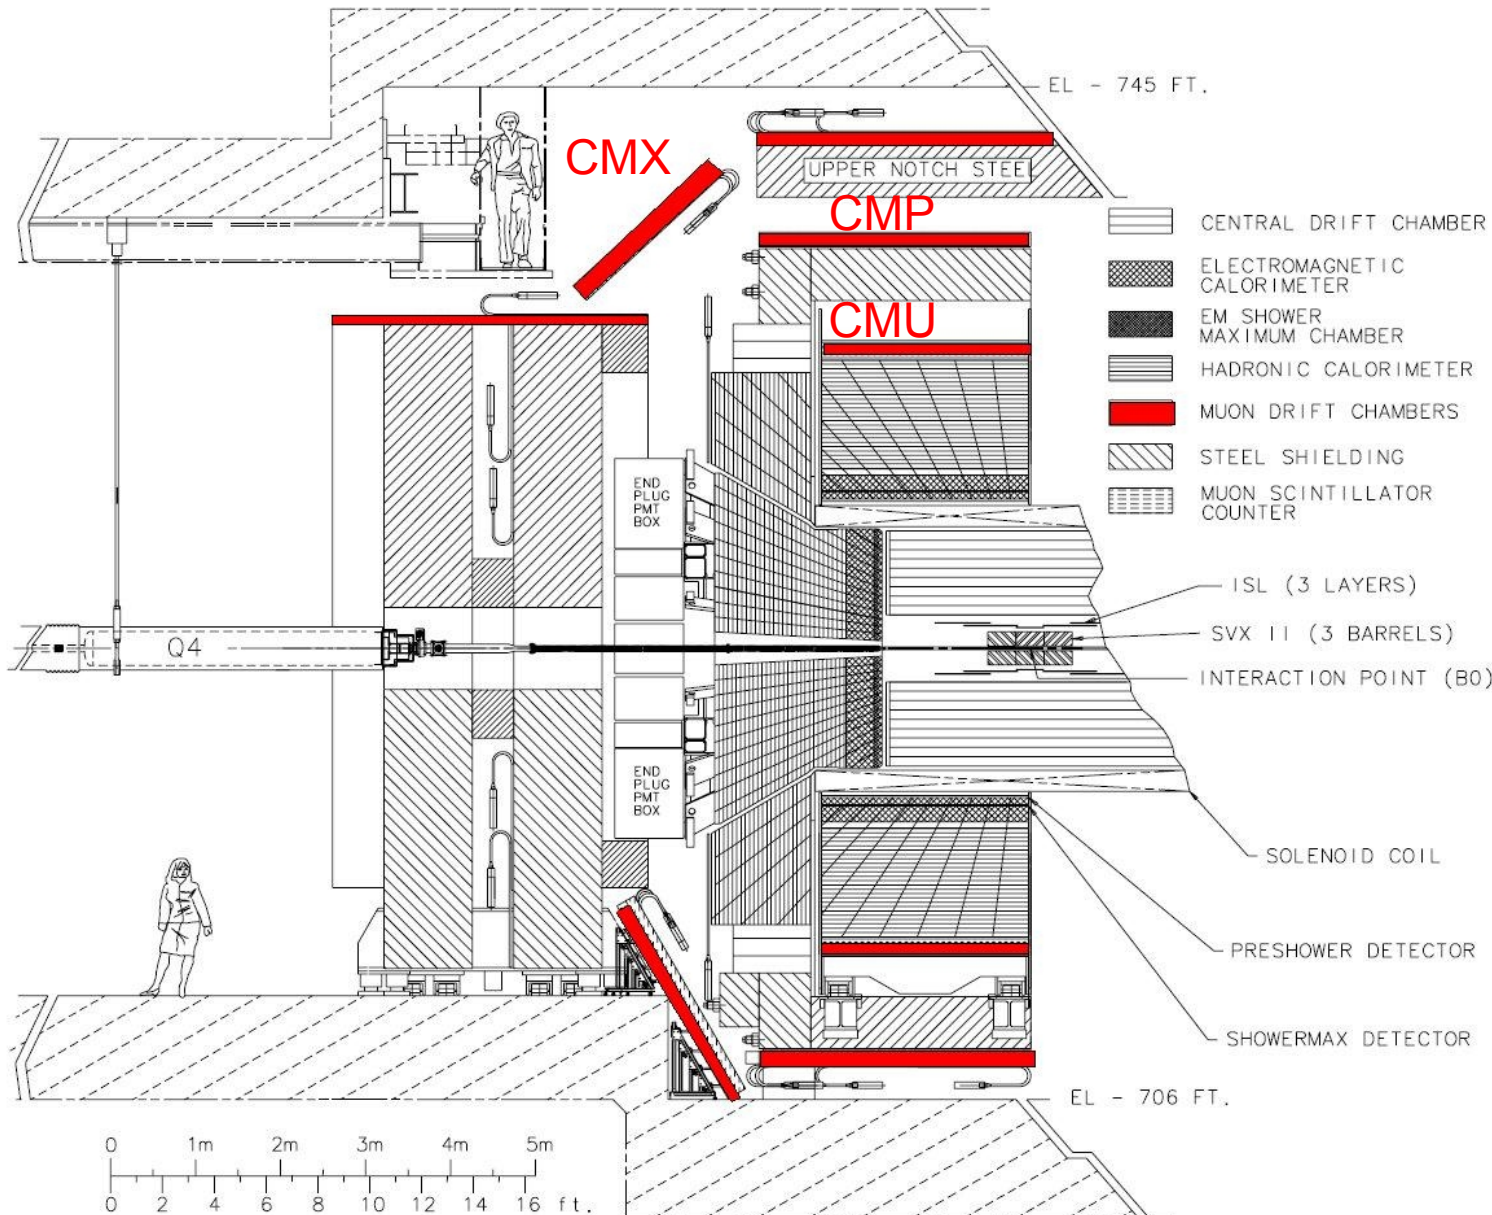 EL - 745 FT.
CMX
UPPER NOTCH STEEL
CMP
CENTRAL DRIFT CHAMBER
ELECTROMAGNETIC
CALORIMETER
CMU
EM SHOWER
MAXIMUM CHAMBER
HADRONIC CALORIMETER
MUON DRIFT CHAMBERS
STEEL SHIELDING
MUON SCINTILLATOR
COUNTER
END
PLUG
PMT
BOX
ISL (3 LAYERS)
SVX II (3 BARRELS)
Q4
INTERACTION POINT (B0)
END
PLUG
PMT
BOX
SOLENOID COIL
PRESHOWER DETECTOR
SHOWERMAX DETECTOR
EL - 706 FT.
0 1m 2m 3m 4m 5m
0 2 4 6 8 10 12 14 16 ft.